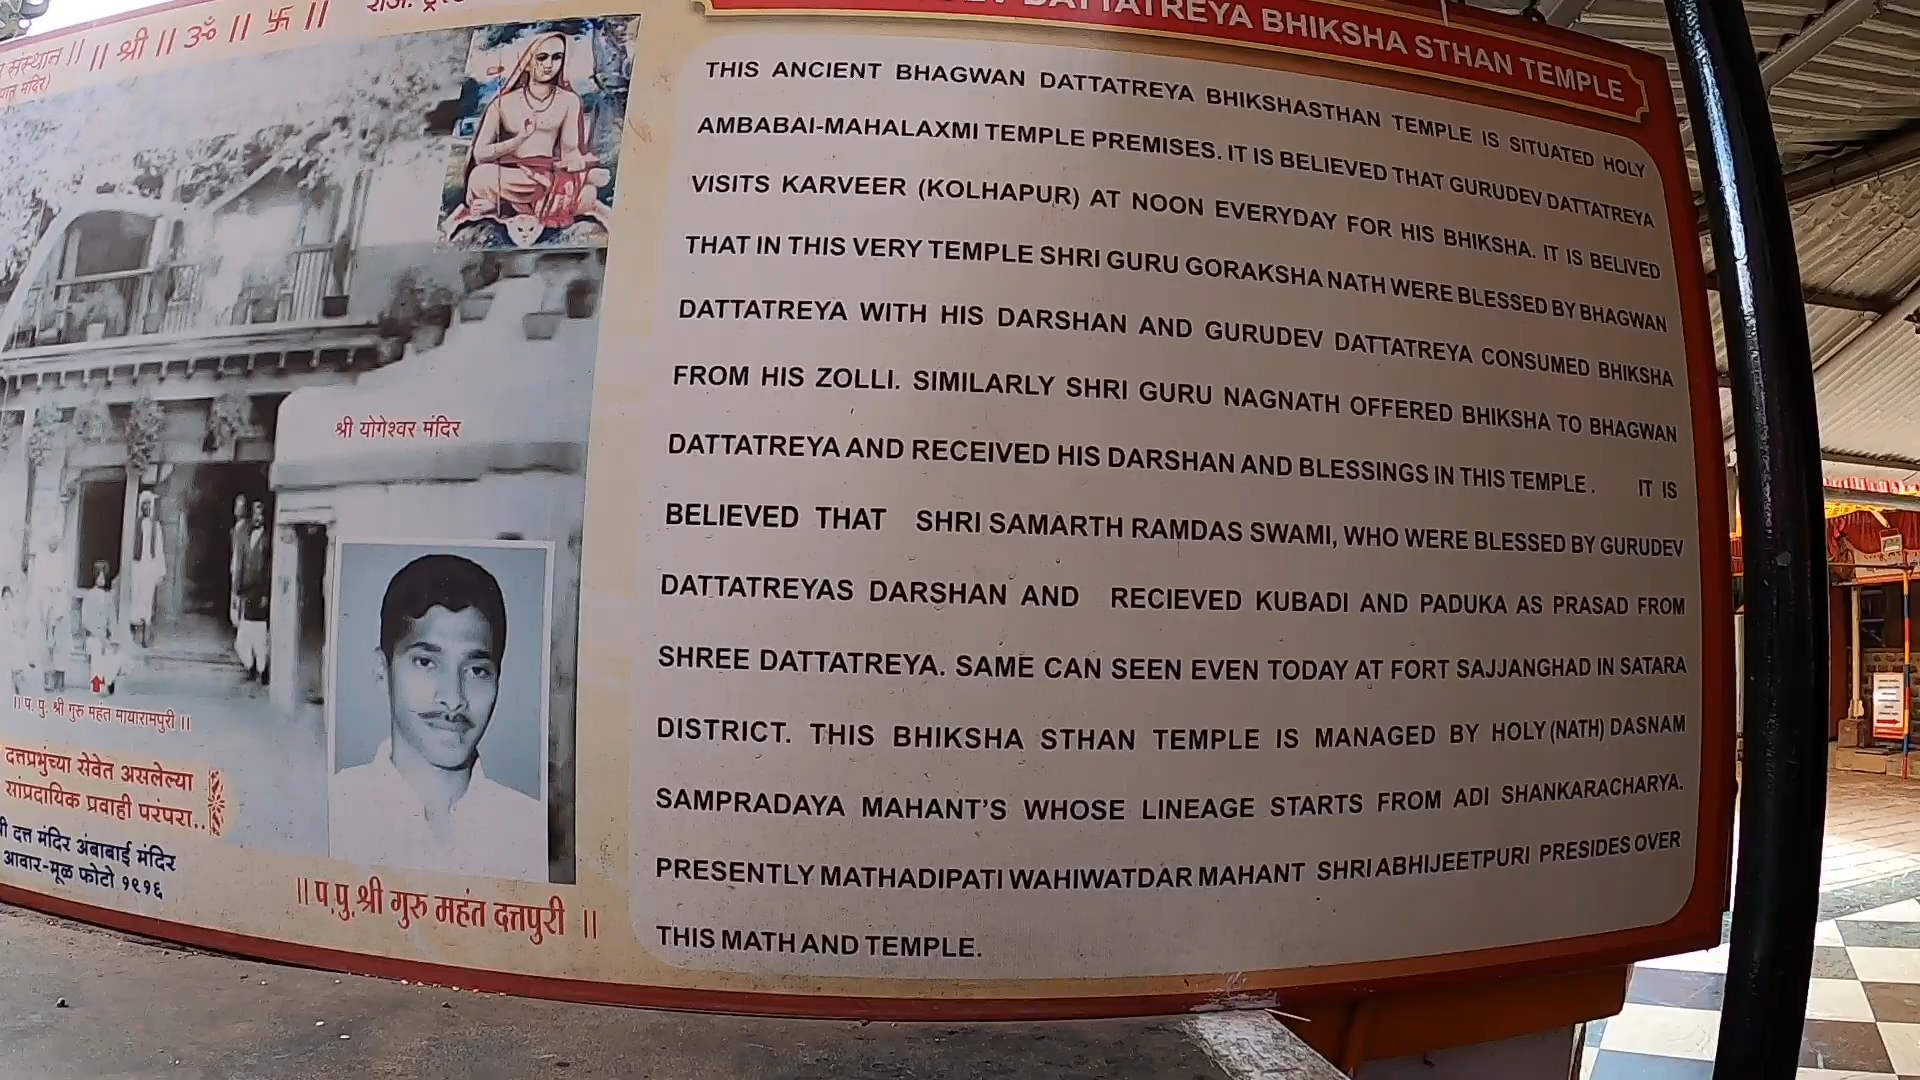 संस्थान || || श्री || ॐ || 卐 ||
मंदिर)
DATTATREYA BHIKSHA STHAN TEMPLE
THIS ANCIENT BHAGWAN DATTATREYA BHIKSHASTHAN TEMPLE IS SITUATED HOLY
AMBABAI-MAHALAXMI TEMPLE PREMISES. IT IS BELIEVED THAT GURUDEV DATTATREYA
VISITS KARVEER (KOLHAPUR) AT NOON EVERYDAY FOR HIS BHIKSHA. IT IS BELIVED
THAT IN THIS VERY TEMPLE SHRI GURU GORAKSHA NATH WERE BLESSED BY BHAGWAN
DATTATREYA WITH HIS DARSHAN AND GURUDEV DATTATREYA CONSUMED BHIKSHA
FROM HIS ZOLLI. SIMILARLY SHRI GURU NAGNATH OFFERED BHIKSHA TO BHAGWAN
DATTATREYA AND RECEIVED HIS DARSHAN AND BLESSINGS IN THIS TEMPLE. IT IS
BELIEVED THAT SHRI SAMARTH RAMDAS SWAMI, WHO WERE BLESSED BY GURUDEV
DATTATREYAS DARSHAN AND RECIEVED KUBADI AND PADUKA AS PRASAD FROM
SHREE DATTATREYA. SAME CAN SEEN EVEN TODAY AT FORT SAJJANGHAD IN SATARA
DISTRICT. THIS BHIKSHA STHAN TEMPLE IS MANAGED BY HOLY (NATH) DASNAM
SAMPRADAYA MAHANT'S WHOSE LINEAGE STARTS FROM ADI SHANKARACHARYA.
PRESENTLY MATHADIPATI WAHIWATDAR MAHANT SHRI ABHIJEETPURI PRESIDES OVER
THIS MATH AND TEMPLE.
श्री योगेश्वर मंदिर
|| प. पु. श्री गुरु महंत मायारामपुरी ||
दत्तप्रभुंच्या सेवेत असलेल्या
सांप्रदायिक प्रवाही परंपरा..
दत्त मंदिर अंबाबाई मंदिर
आवार-मूळ फोटो १९१६
|| प.पु. श्री गुरु महंत दत्तपुरी ||